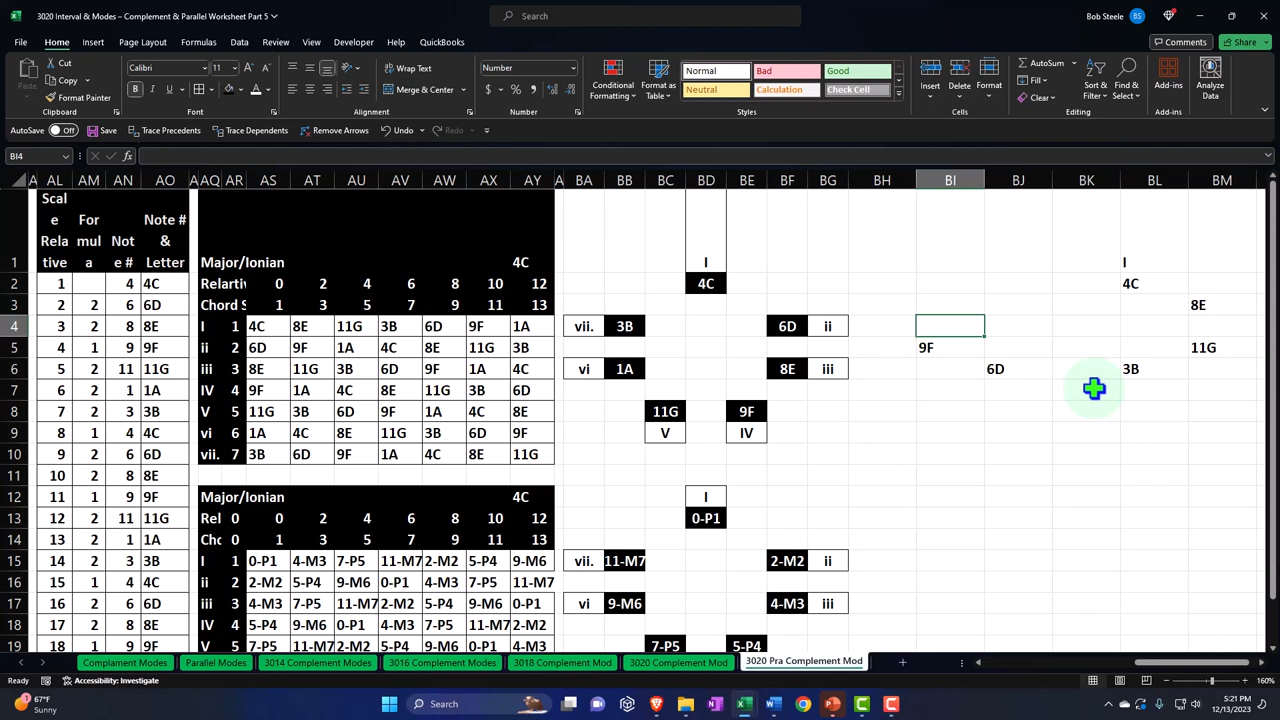 3020 Interval & Modes – Complement & Parallel Worksheet Part 5
Search
Bob Steele BS
File Home Insert Page Layout Formulas Data Review View Developer Help QuickBooks Comments Share
Paste Cut Copy Format Painter Clipboard
Calibri 11 B I U Font
Wrap Text Merge & Center Alignment
Number $ % Number
Conditional Formatting Format as Table Normal Bad Good Neutral Calculation Check Cell Styles
Insert Delete Format Cells
AutoSum Fill Clear Sort & Filter Find & Select Editing
Add-ins Add-ins
Analyze Data
AutoSave Off Save Trace Precedents Trace Dependents Remove Arrows Undo Redo
BI4 fx
A AL AM AN AO A AQ AR AS AT AU AV AW AX AY A BA BB BC BD BE BF BG BH BI BJ BK BL BM
1 Scale Relative Formula Note # Note # & Letter Major/Ionian 4C I I
2 1 4 4C Relartiv 0 2 4 6 8 10 12 4C 4C
3 2 2 6 6D Chord S 1 3 5 7 9 11 13 8E
4 3 2 8 8E I 1 4C 8E 11G 3B 6D 9F 1A vii. 3B 6D ii
5 4 1 9 9F ii 2 6D 9F 1A 4C 8E 11G 3B 9F 11G
6 5 2 11 11G iii 3 8E 11G 3B 6D 9F 1A 4C vi 1A 8E iii 6D 3B
7 6 2 1 1A IV 4 9F 1A 4C 8E 11G 3B 6D
8 7 2 3 3B V 5 11G 3B 6D 9F 1A 4C 8E 11G 9F
9 8 1 4 4C vi 6 1A 4C 8E 11G 3B 6D 9F V IV
10 9 2 6 6D vii. 7 3B 6D 9F 1A 4C 8E 11G
11 10 2 8 8E
12 11 1 9 9F Major/Ionian 4C I
13 12 2 11 11G Rel 0 0 2 4 6 8 10 12 0-P1
14 13 2 1 1A Chc 0 1 3 5 7 9 11 13
15 14 2 3 3B I 1 0-P1 4-M3 7-P5 11-M7 2-M2 5-P4 9-M6 vii. 11-M7 2-M2 ii
16 15 1 4 4C ii 2 2-M2 5-P4 9-M6 0-P1 4-M3 7-P5 11-M7
17 16 2 6 6D iii 3 4-M3 7-P5 11-M7 2-M2 5-P4 9-M6 0-P1 vi 9-M6 4-M3 iii
18 17 2 8 8E IV 4 5-P4 9-M6 0-P1 4-M3 7-P5 11-M7 2-M2
19 18 1 9 9F V 5 7-P5 11-M7 2-M2 5-P4 9-M6 0-P1 4-M3 7-P5 5-P4
Complament Modes Parallel Modes 3014 Complement Modes 3016 Complement Modes 3018 Complement Mod 3020 Complement Mod 3020 Pra Complement Mod
Ready Accessibility: Investigate 160%
67°F Sunny Search 5:21 PM 12/13/2023